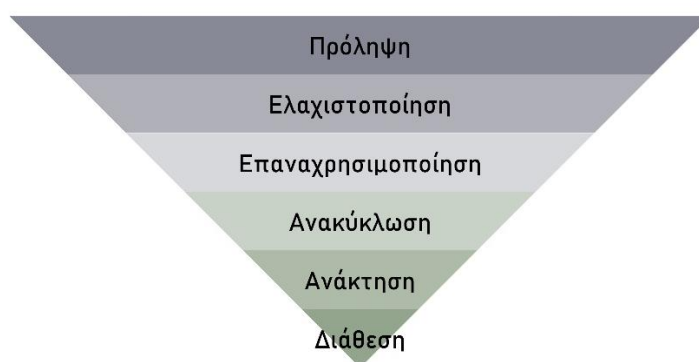 Πρόληψη
Ελαχιστοποίηση
Επαναχρησιμοποίηση
Ανακύκλωση
Ανάκτηση
Διάθεση